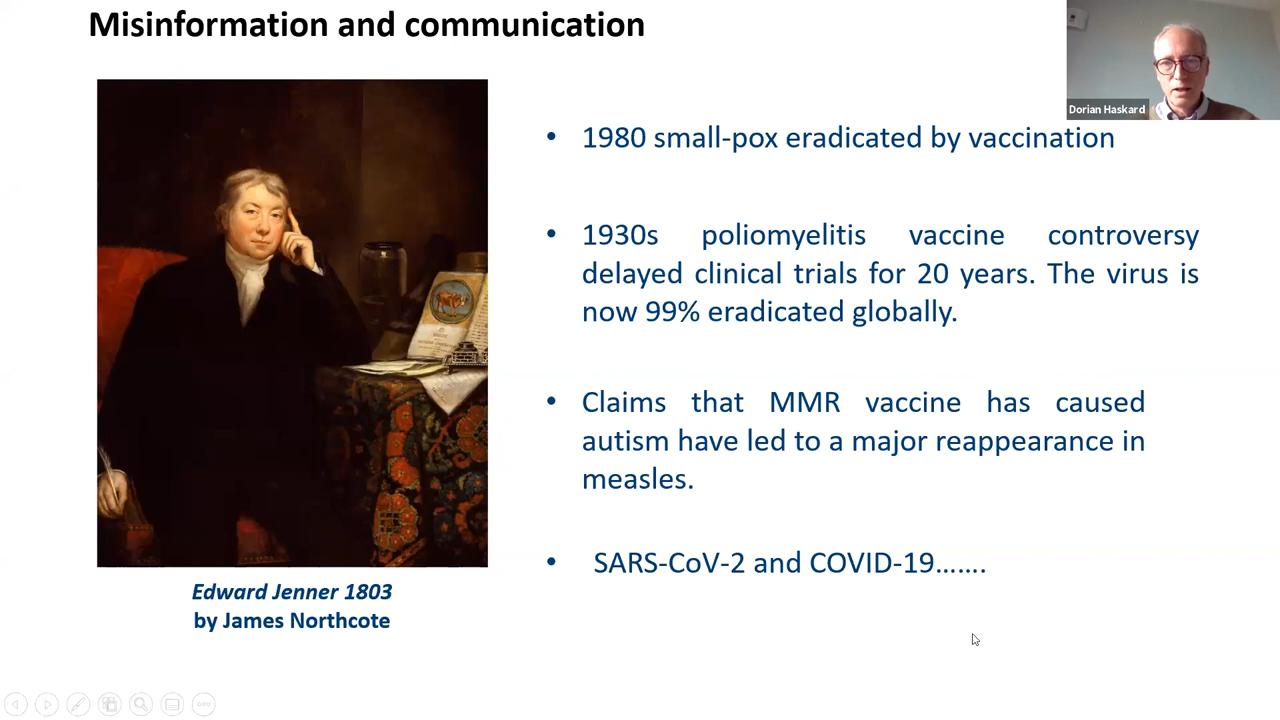 Misinformation and communication
Dorian Haskard
• 1980 small-pox eradicated by vaccination
• 1930s poliomyelitis vaccine controversy
delayed clinical trials for 20 years. The virus is
now 99% eradicated globally.
• Claims that MMR vaccine has caused
autism have led to a major reappearance in
measles.
• SARS-CoV-2 and COVID-19…….
Edward Jenner 1803
by James Northcote